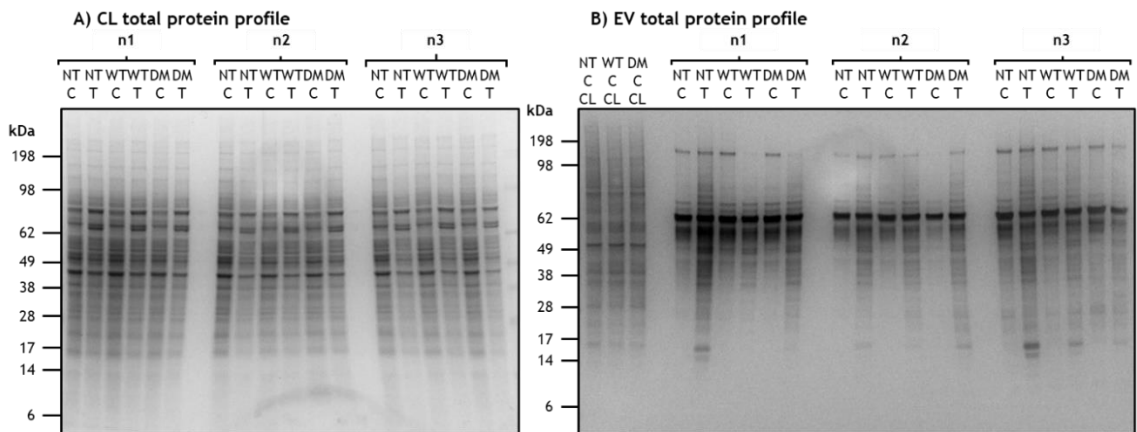 A) CL total protein profile
n1 n2 n3
NT NT WT WT DM DM NT NT WT WT DM DM NT NT WT WT DM DM
C T C T C T C T C T C T C T C T C T
kDa
198
98
62
49
38
28
17
14
6
B) EV total protein profile
n1 n2 n3
NT WT DM NT NT WT WT DM DM NT NT WT WT DM DM NT NT WT WT DM DM
C C C C T C T C T C T C T C T C T C T C T
CL CL CL
kDa
198
98
62
49
38
28
17
14
6